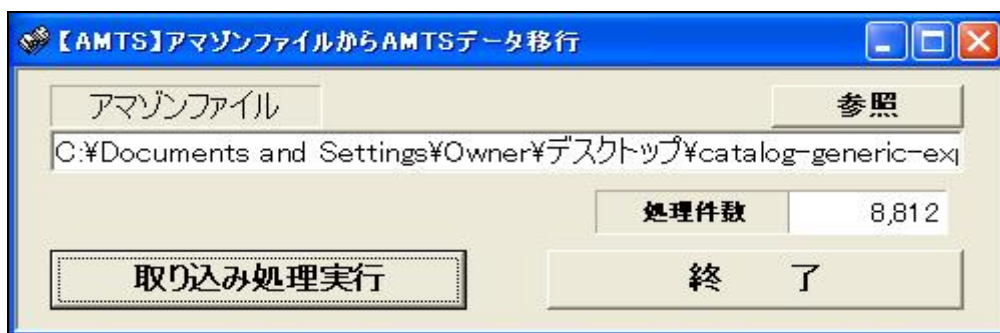 【AMTS】アマゾンファイルからAMTSデータ移行
アマゾンファイル
参照
C:¥Documents and Settings¥Owner¥デスクトップ¥catalog-generic-ex
処理件数
8,812
取り込み処理実行
終 了